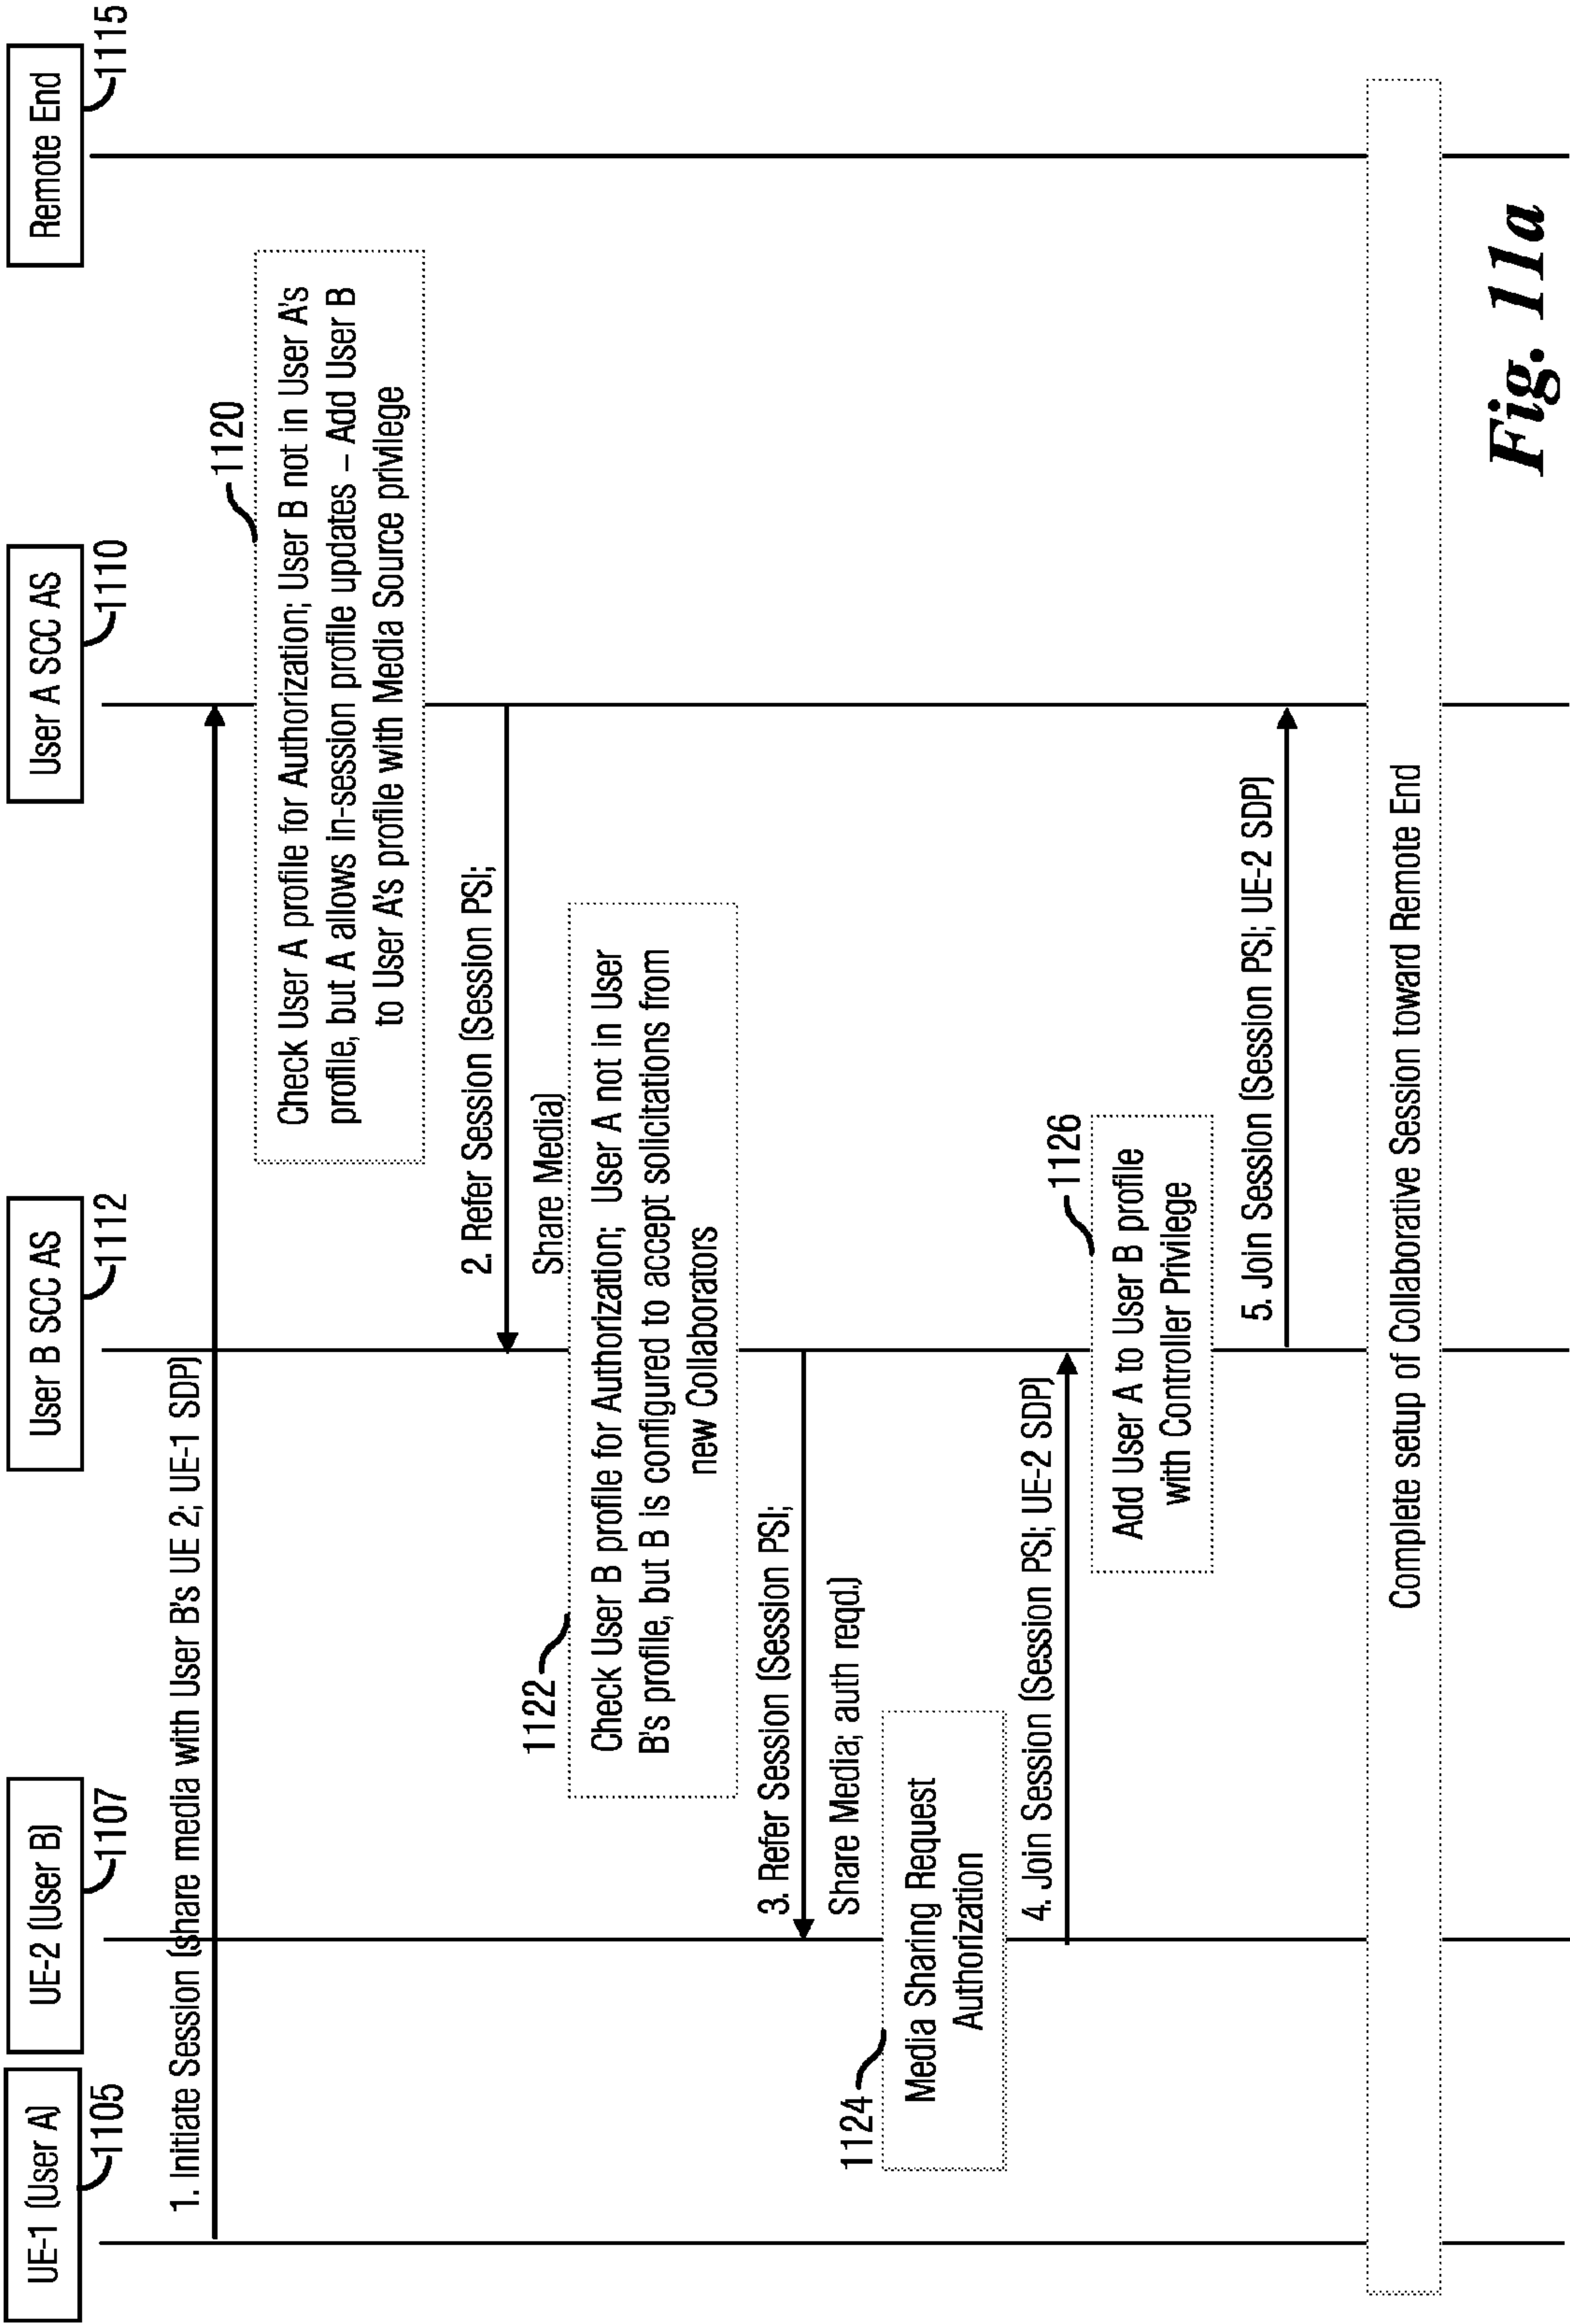 UE-1 (User A)
1105
UE-2 (User B)
1107
User B SCC AS
1112
User A SCC AS
1110
Remote End
1115
1. Initiate Session (share media with User B's UE 2; UE-1 SDP)
1120
Check User A profile for Authorization; User B not in User A's
profile, but A allows in-session profile updates – Add User B
to User A's profile with Media Source privilege
2. Refer Session (Session PSI;
Share Media)
1122
Check User B profile for Authorization; User A not in User
B's profile, but B is configured to accept solicitations from
new Collaborators
3. Refer Session (Session PSI;
Share Media; auth reqd.)
1124
Media Sharing Request
Authorization
4. Join Session (Session PSI; UE-2 SDP)
1126
Add User A to User B profile
with Controller Privilege
5. Join Session (Session PSI; UE-2 SDP)
Complete setup of Collaborative Session toward Remote End
Fig. 11a